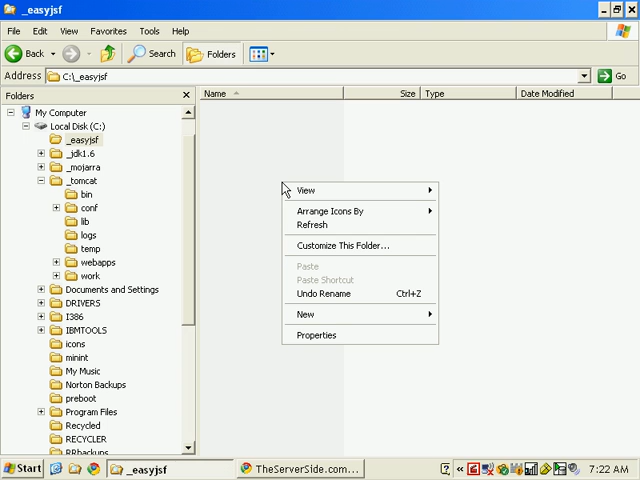 _easyjsf
File Edit View Favorites Tools Help
Back Search Folders
Address C:\_easyjsf Go
Folders
Name Size Type Date Modified
My Computer
Local Disk (C:)
_easyjsf
_jdk1.6
_mojarra
_tomcat
bin
conf
lib
logs
temp
webapps
work
Documents and Settings
DRIVERS
I386
IBMTOOLS
icons
minint
My Music
Norton Backups
preboot
Program Files
Recycled
RECYCLER
RRbackups
View
Arrange Icons By
Refresh
Customize This Folder...
Paste
Paste Shortcut
Undo Rename Ctrl+Z
New
Properties
Start _easyjsf TheServerSide.com... 7:22 AM